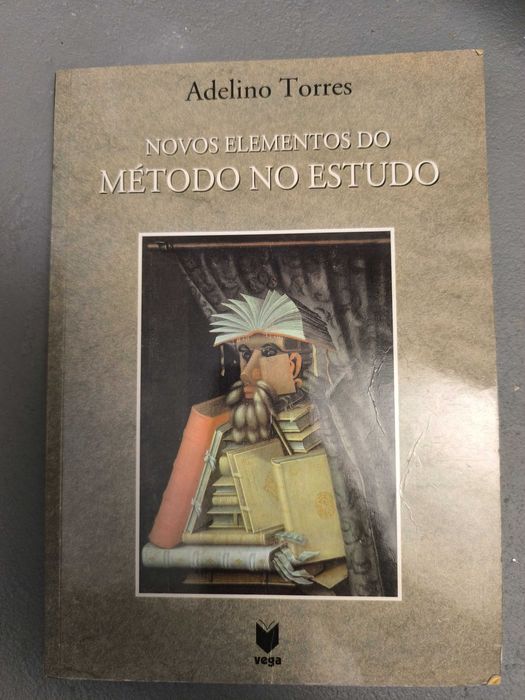 Adelino Torres
NOVOS ELEMENTOS DO
MÉTODO NO ESTUDO
vega